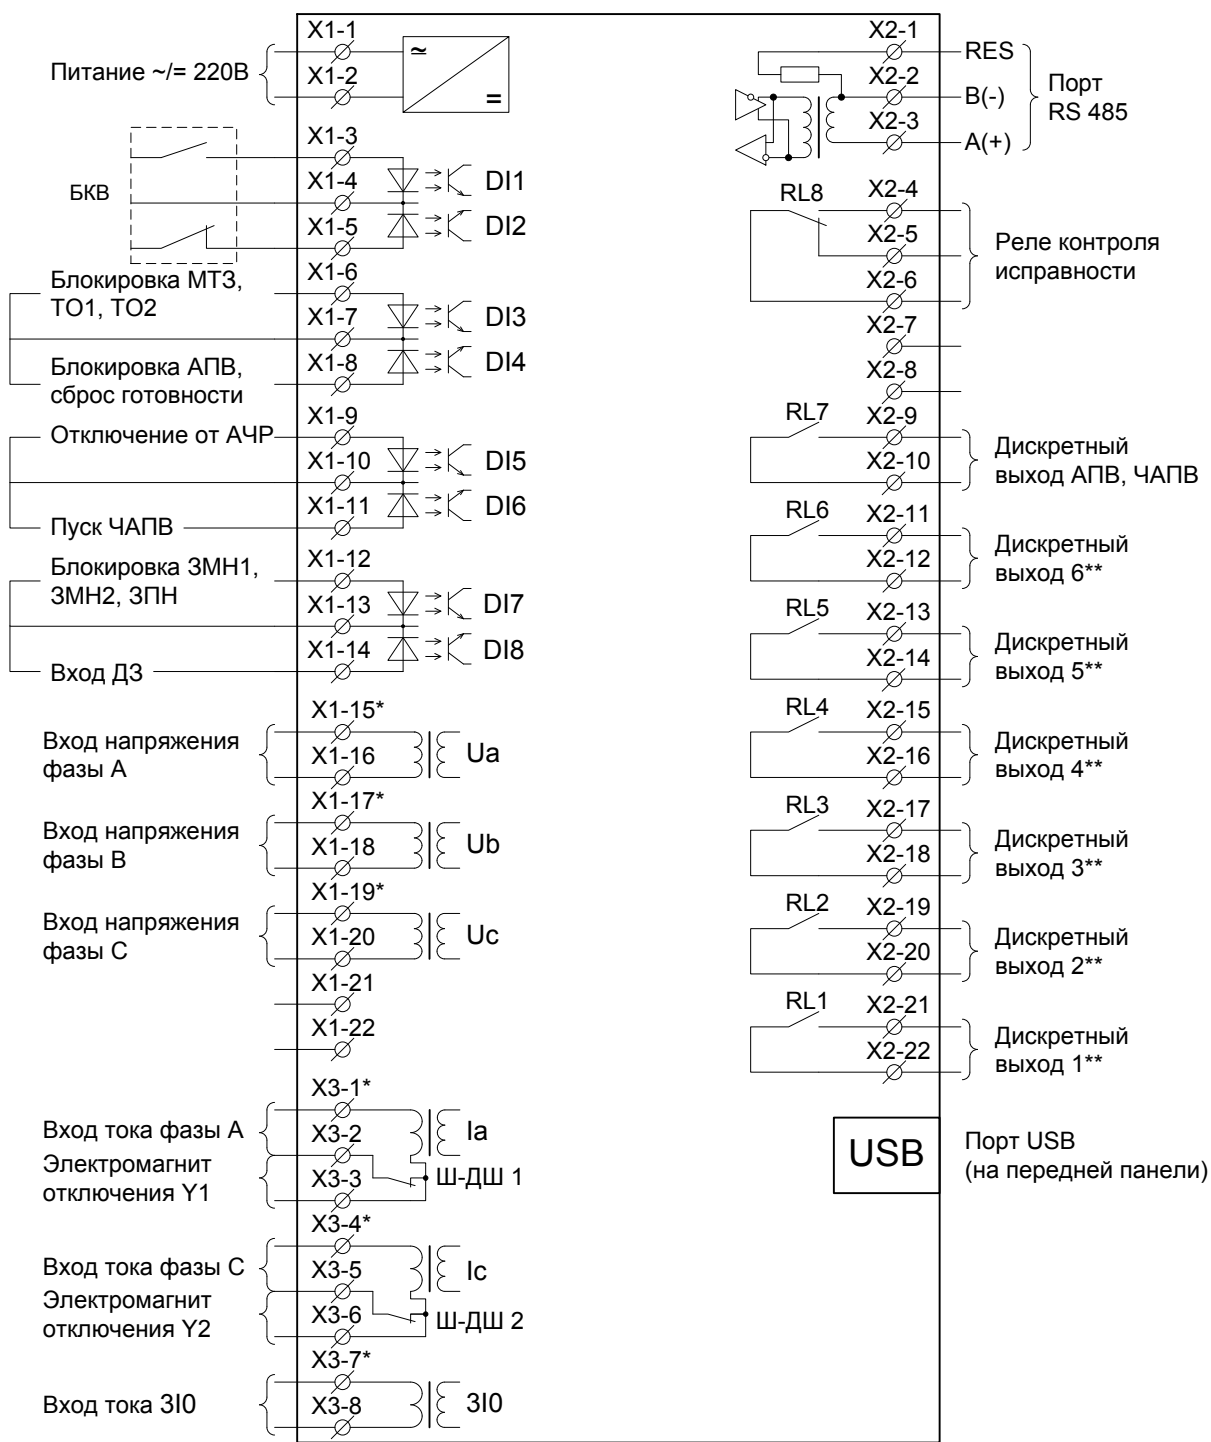 X1-1
Питание ~/= 220В
X1-2
≃
=
X1-3
БКВ
X1-4
DI1
X1-5
DI2
Блокировка МТЗ,
ТО1, ТО2
X1-6
X1-7
DI3
Блокировка АПВ,
сброс готовности
X1-8
DI4
Отключение от АЧР
X1-9
X1-10
DI5
Пуск ЧАПВ
X1-11
DI6
Блокировка ЗМН1,
ЗМН2, ЗПН
X1-12
X1-13
DI7
Вход ДЗ
X1-14
DI8
Вход напряжения
фазы А
X1-15*
X1-16
Ua
Вход напряжения
фазы В
X1-17*
X1-18
Ub
Вход напряжения
фазы С
X1-19*
X1-20
Uc
X1-21
X1-22
X3-1*
Вход тока фазы А
X3-2
Ia
Электромагнит
отключения Y1
X3-3
Ш-ДШ 1
X3-4*
Вход тока фазы С
X3-5
Ic
Электромагнит
отключения Y2
X3-6
Ш-ДШ 2
X3-7*
Вход тока 3I0
X3-8
3I0
X2-1
RES
X2-2
B(-)
X2-3
A(+)
Порт
RS 485
RL8
X2-4
X2-5
X2-6
Реле контроля
исправности
X2-7
X2-8
RL7
X2-9
X2-10
Дискретный
выход АПВ, ЧАПВ
RL6
X2-11
X2-12
Дискретный
выход 6**
RL5
X2-13
X2-14
Дискретный
выход 5**
RL4
X2-15
X2-16
Дискретный
выход 4**
RL3
X2-17
X2-18
Дискретный
выход 3**
RL2
X2-19
X2-20
Дискретный
выход 2**
RL1
X2-21
X2-22
Дискретный
выход 1**
USB
Порт USB
(на передней панели)